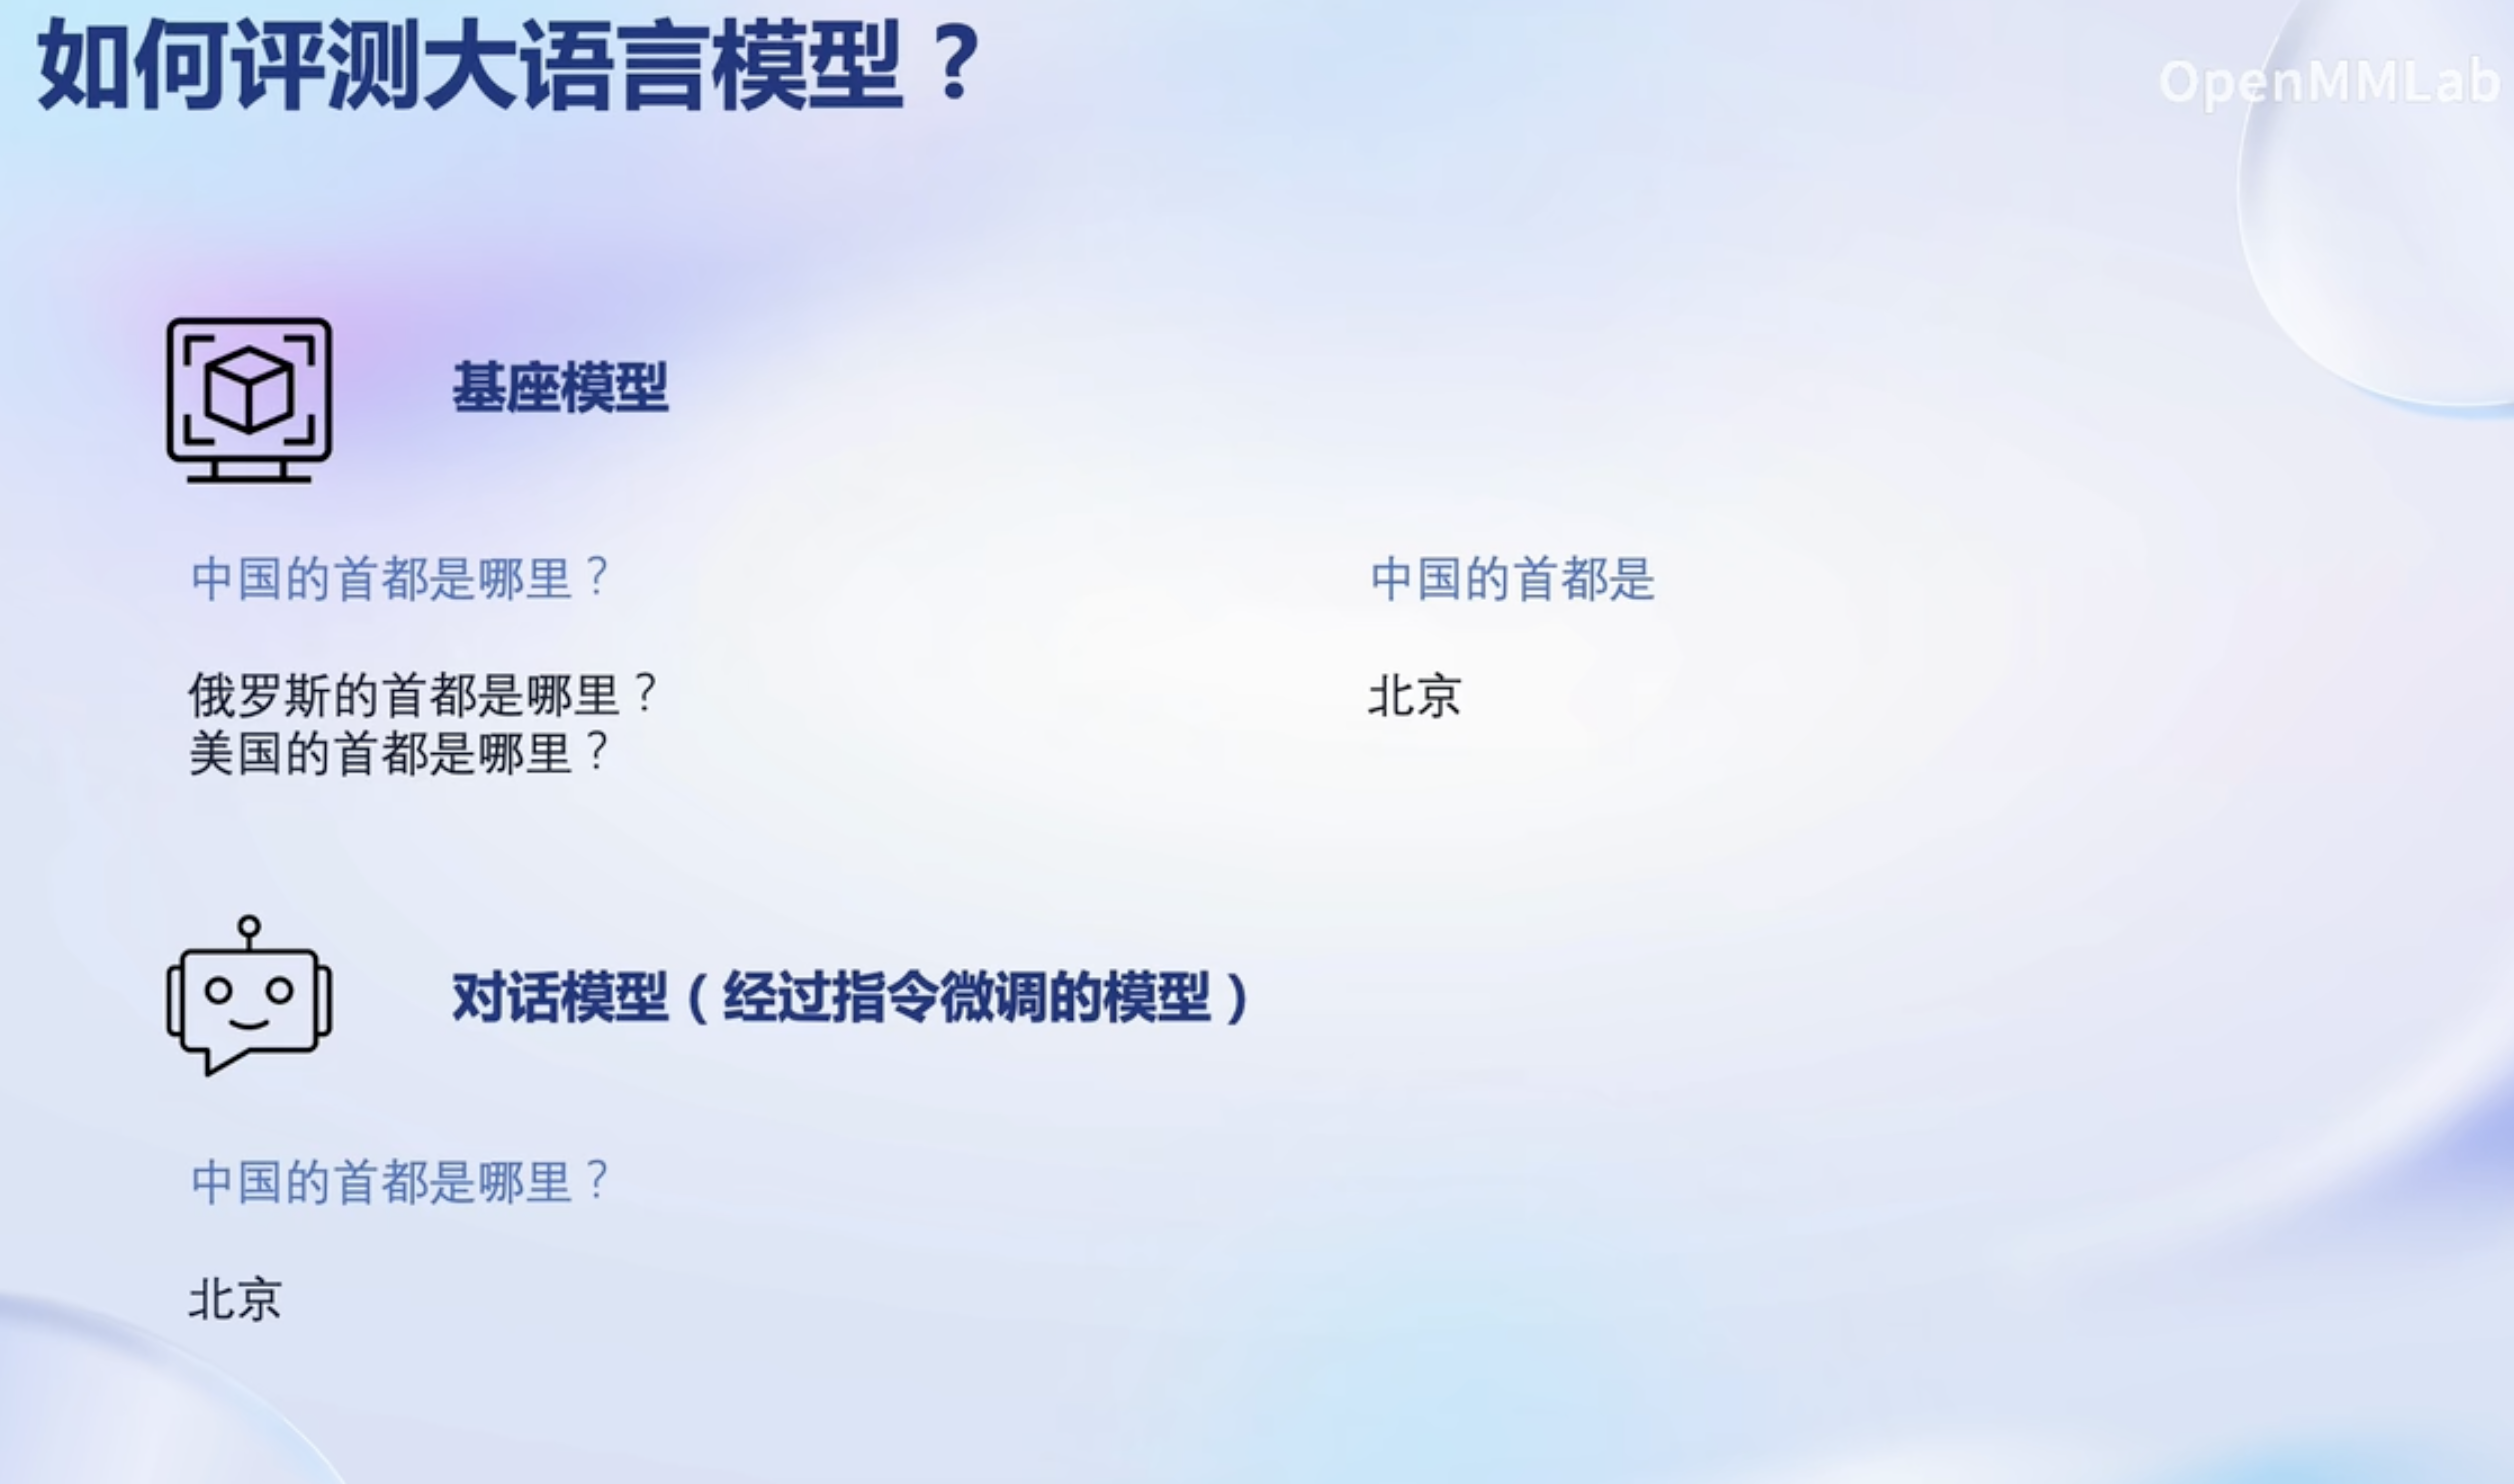 如何评测大语言模型？
OpenMMLab
基座模型
中国的首都是哪里？
俄罗斯的首都是哪里？
美国的首都是哪里？
中国的首都是
北京
对话模型（经过指令微调的模型）
中国的首都是哪里？
北京